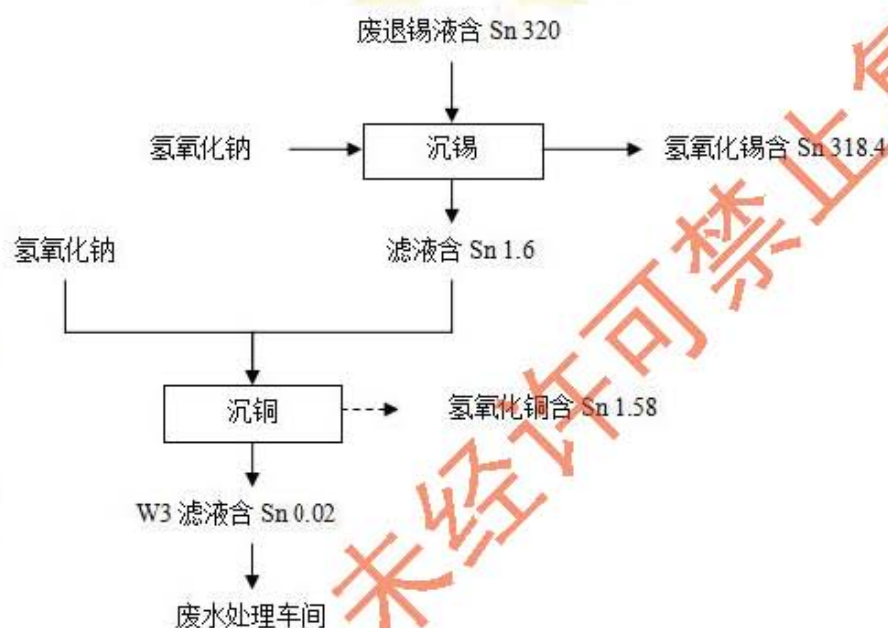 废退锡液含 Sn 320
氢氧化钠
沉锡
氢氧化锡含 Sn 318.4
氢氧化钠
滤液含 Sn 1.6
沉铜
氢氧化铜含 Sn 1.58
W3 滤液含 Sn 0.02
废水处理车间
未经许可禁止